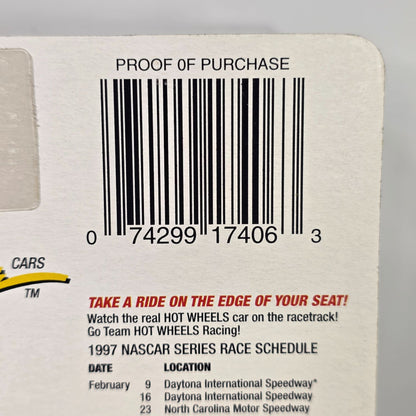 PROOF OF PURCHASE
0 74299 17406 3
CARS
TM
TAKE A RIDE ON THE EDGE OF YOUR SEAT!
Watch the real HOT WHEELS car on the racetrack!
Go Team HOT WHEELS Racing!
1997 NASCAR SERIES RACE SCHEDULE
DATE LOCATION
February 9 Daytona International Speedway*
16 Daytona International Speedway
23 North Carolina Motor Speedway